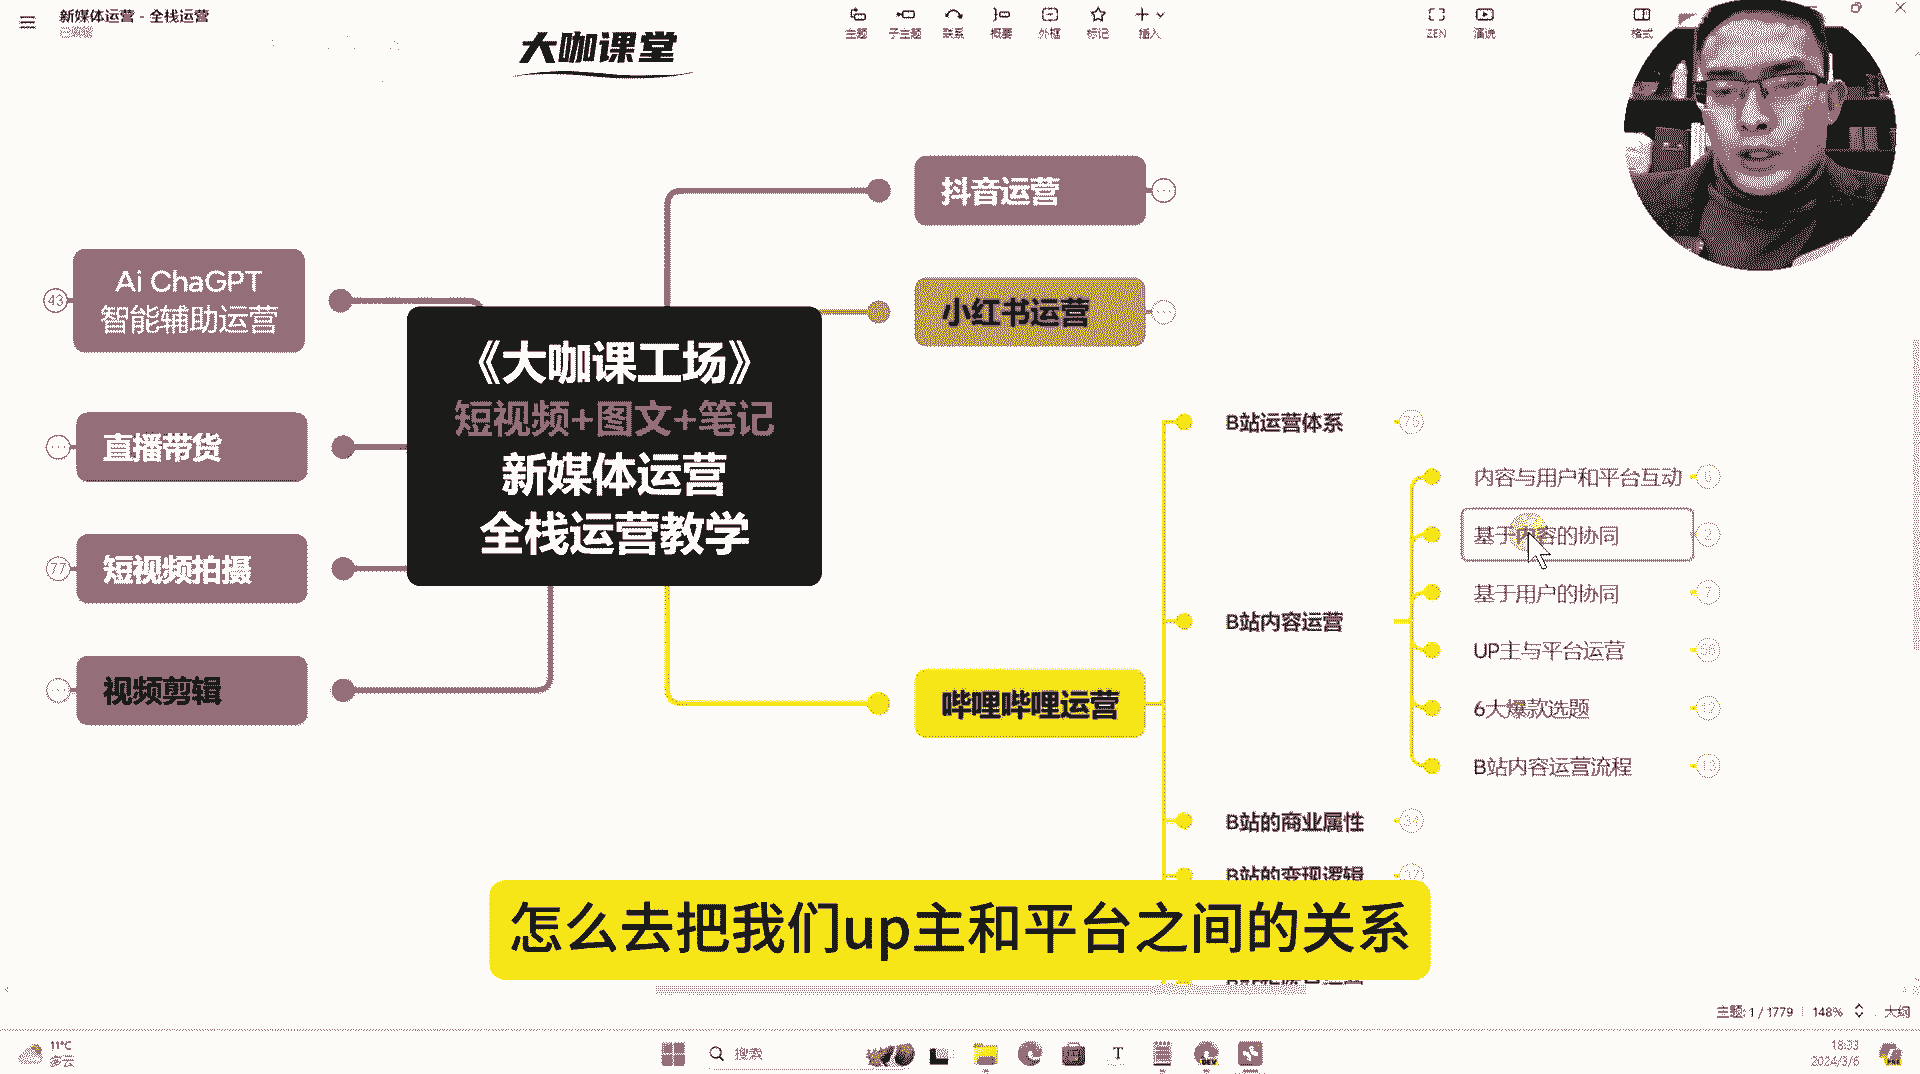 新媒体运营 - 全栈运营
已编辑
大咖课堂
主题
子主题
联系
概要
外框
标记
插入
ZEN
演说
格式
抖音运营
小红书运营
Ai ChaGPT
智能辅助运营
43
直播带货
77
短视频拍摄
视频剪辑
《大咖课工场》
短视频+图文+笔记
新媒体运营
全栈运营教学
哔哩哔哩运营
B站运营体系
B站内容运营
内容与用户和平台互动
基于内容的协同
2
基于用户的协同
7
UP主与平台运营
6大爆款选题
12
B站内容运营流程
13
B站的商业属性
34
B站的变现逻辑
怎么去把我们up主和平台之间的关系
主题: 1 / 1779
148%
大纲
11°C
多云
搜索
18:33
2024/3/6